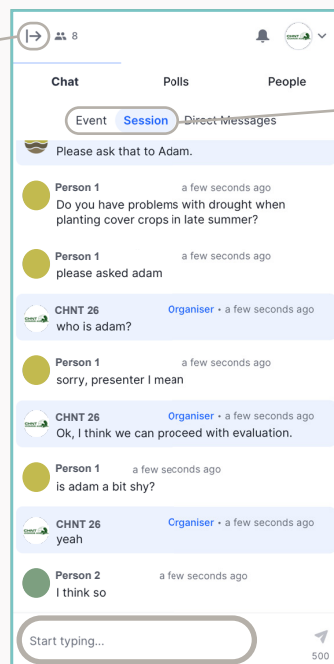 8
Chat Polls People
Event Session Direct Messages
Please ask that to Adam.
Person 1 a few seconds ago
Do you have problems with drought when
planting cover crops in late summer?
Person 1 a few seconds ago
please asked adam
CHNT 26 Organiser • a few seconds ago
who is adam?
Person 1 a few seconds ago
sorry, presenter I mean
CHNT 26 Organiser • a few seconds ago
Ok, I think we can proceed with evaluation.
Person 1 a few seconds ago
is adam a bit shy?
CHNT 26 Organiser • a few seconds ago
yeah
Person 2 a few seconds ago
I think so
Start typing...
500